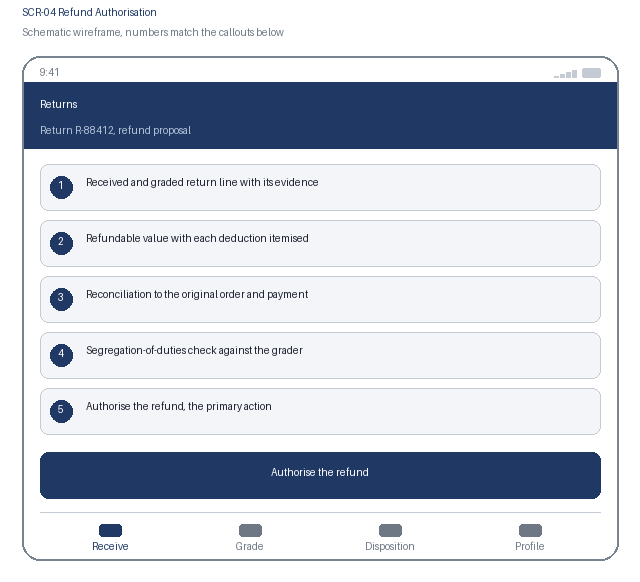 SCR-04 Refund Authorisation
Schematic wireframe, numbers match the callouts below
9:41
Returns
Return R-88412, refund proposal
1 Received and graded return line with its evidence
2 Refundable value with each deduction itemised
3 Reconciliation to the original order and payment
4 Segregation-of-duties check against the grader
5 Authorise the refund, the primary action
Authorise the refund
Receive Grade Disposition Profile